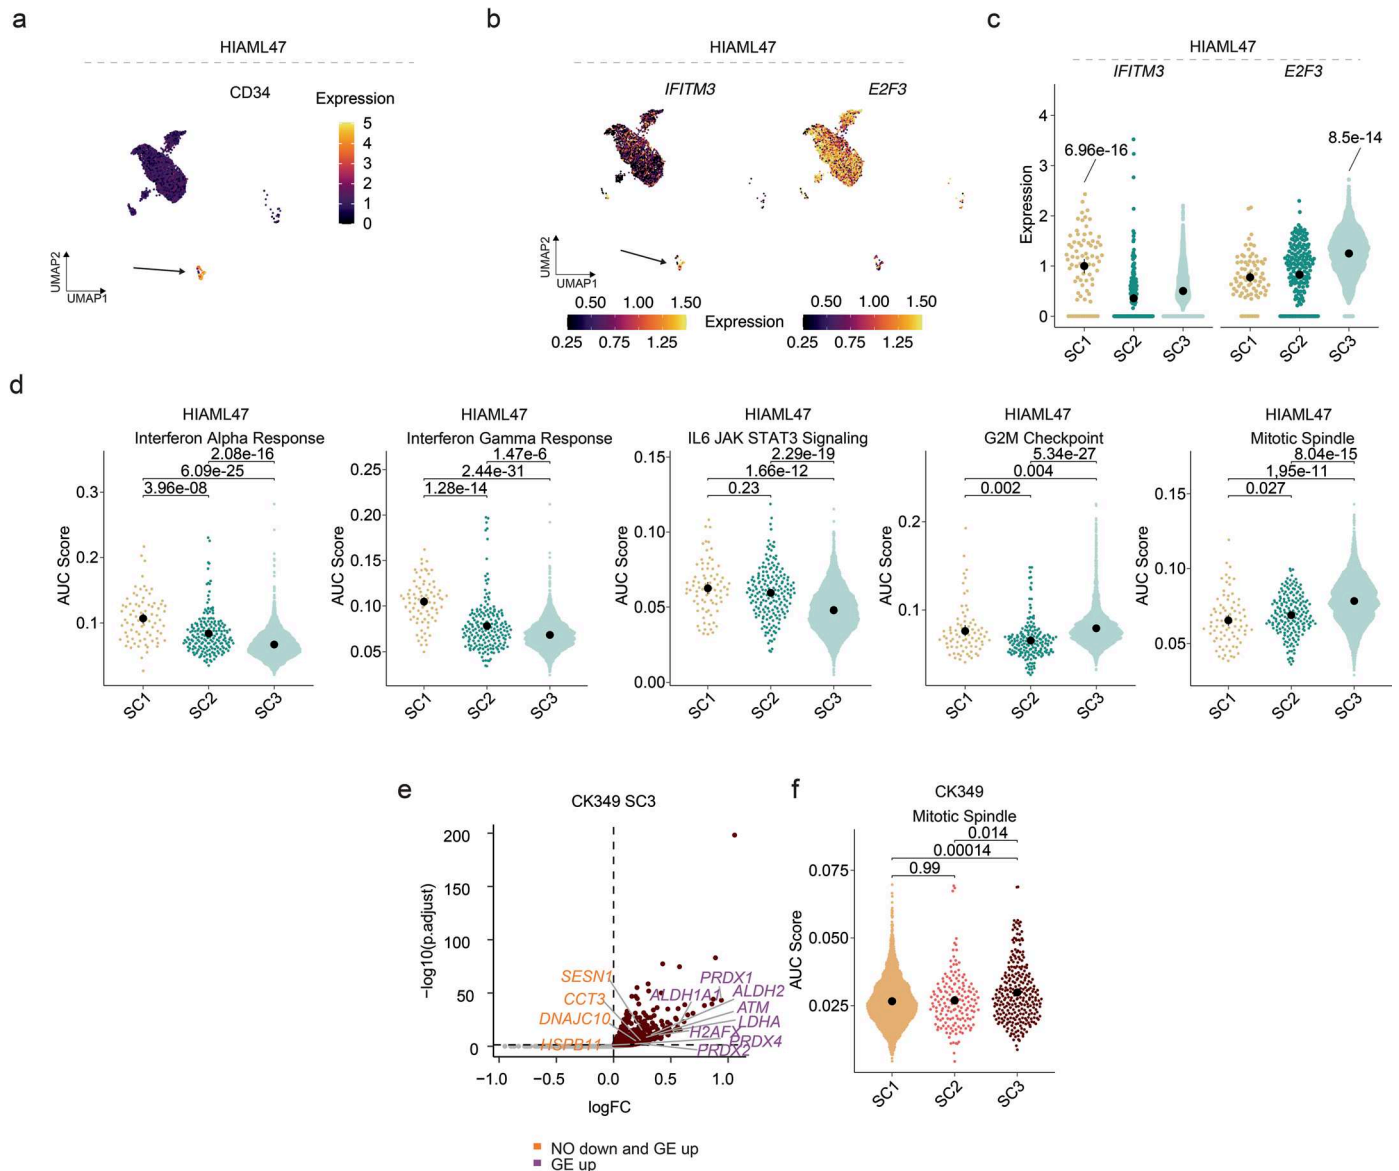 a
HIAML47
CD34
Expression
5
4
3
2
1
0
UMAP2
UMAP1
b
HIAML47
IFITM3
E2F3
UMAP2
UMAP1
0.50 1.00 1.50
0.25 0.75 1.25
Expression
0.50 1.00 1.50
0.25 0.75 1.25
c
HIAML47
IFITM3 E2F3
Expression
4
3
2
1
0
6.96e-16
8.5e-14
SC1 SC2 SC3 SC1 SC2 SC3
d
HIAML47
Interferon Alpha Response
2.08e-16
6.09e-25
3.96e-08
AUC Score
0.3
0.2
0.1
SC1 SC2 SC3
HIAML47
Interferon Gamma Response
1.47e-6
2.44e-31
1.28e-14
AUC Score
0.25
0.20
0.15
0.10
0.05
SC1 SC2 SC3
HIAML47
IL6 JAK STAT3 Signaling
2.29e-19
1.66e-12
0.23
AUC Score
0.15
0.10
0.05
0.00
SC1 SC2 SC3
HIAML47
G2M Checkpoint
5.34e-27
0.004
0.002
AUC Score
0.2
0.1
SC1 SC2 SC3
HIAML47
Mitotic Spindle
8.04e-15
1,95e-11
0.027
AUC Score
0.15
0.10
0.05
SC1 SC2 SC3
e
CK349 SC3
−log10(p.adjust)
200
150
100
50
0
SESN1
CCT3
DNAJC10
HSPB11
PRDX1
ALDH1A1
ALDH2
ATM
LDHA
H2AFX
PRDX4
PRDX2
−1.0 −0.5 0.0 0.5 1.0
logFC
NO down and GE up
GE up
f
CK349
Mitotic Spindle
0.014
0.00014
0.99
AUC Score
0.075
0.050
0.025
SC1 SC2 SC3